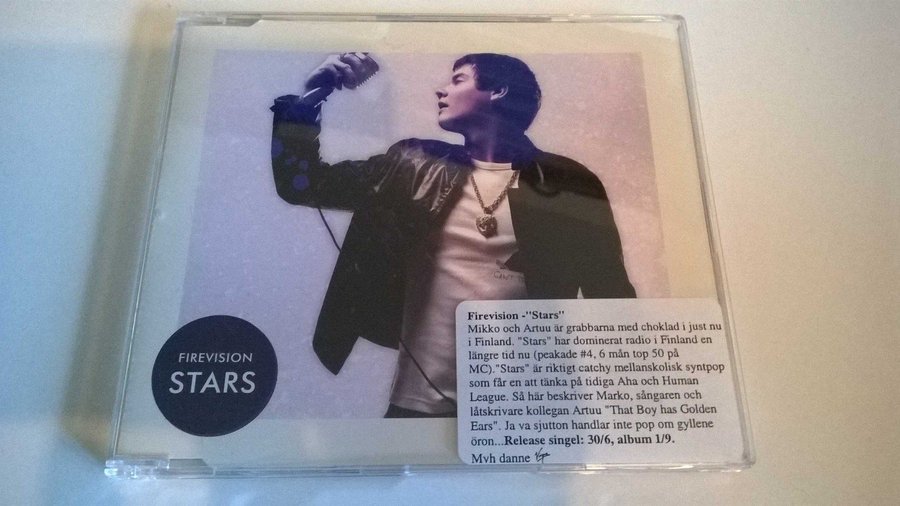 FIREVISION
STARS
Firevision -"Stars"
Mikko och Artuu är grabbarna med choklad i just nu
i Finland. "Stars" har dominerat radio i Finland en
längre tid nu (peakade #4, 6 mån top 50 på
MC)."Stars" är riktigt catchy mellanskolisk syntpop
som får en att tänka på tidiga Aha och Human
League. Så här beskriver Marko, sångaren och
låtskrivare kollegan Artuu "That Boy has Golden
Ears". Ja va sjutton handlar inte pop om gyllene
öron...Release singel: 30/6, album 1/9.
Mvh danne Virgin